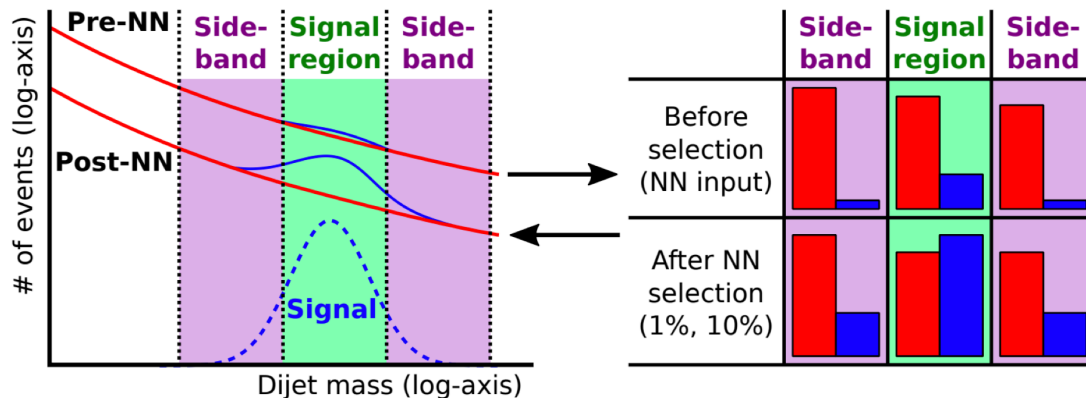 Pre-NN
Side-
band
Signal
region
Side-
band
Post-NN
Signal
# of events (log-axis)
Dijet mass (log-axis)
Side-
band
Signal
region
Side-
band
Before
selection
(NN input)
After NN
selection
(1%, 10%)